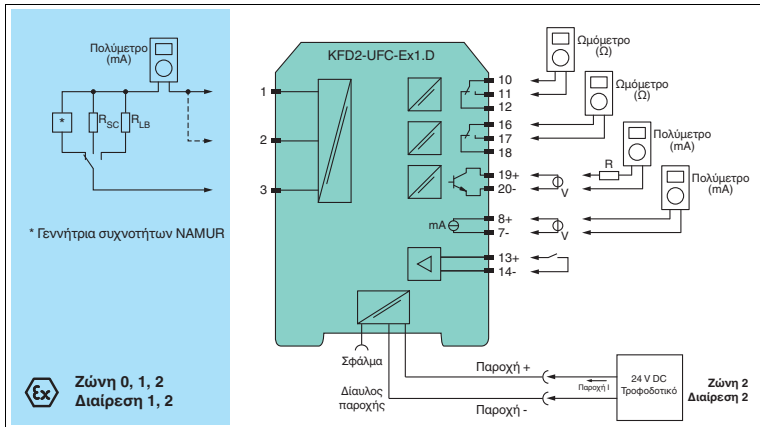 KFD2-UFC-Ex1.D
Πολύμετρο
(mA)
*
R_SC
R_LB
* Γεννήτρια συχνοτήτων NAMUR
Ζώνη 0, 1, 2
Διαίρεση 1, 2
1
2
3
10
11
12
16
17
18
19+
20-
mA
8+
7-
13+
14-
Ωμόμετρο
(Ω)
Ωμόμετρο
(Ω)
Πολύμετρο
(mA)
R
V
Πολύμετρο
(mA)
V
Σφάλμα
Δίαυλος
παροχής
Παροχή +
Παροχή -
Παροχή I
24 V DC
Τροφοδοτικό
Ζώνη 2
Διαίρεση 2
Ex